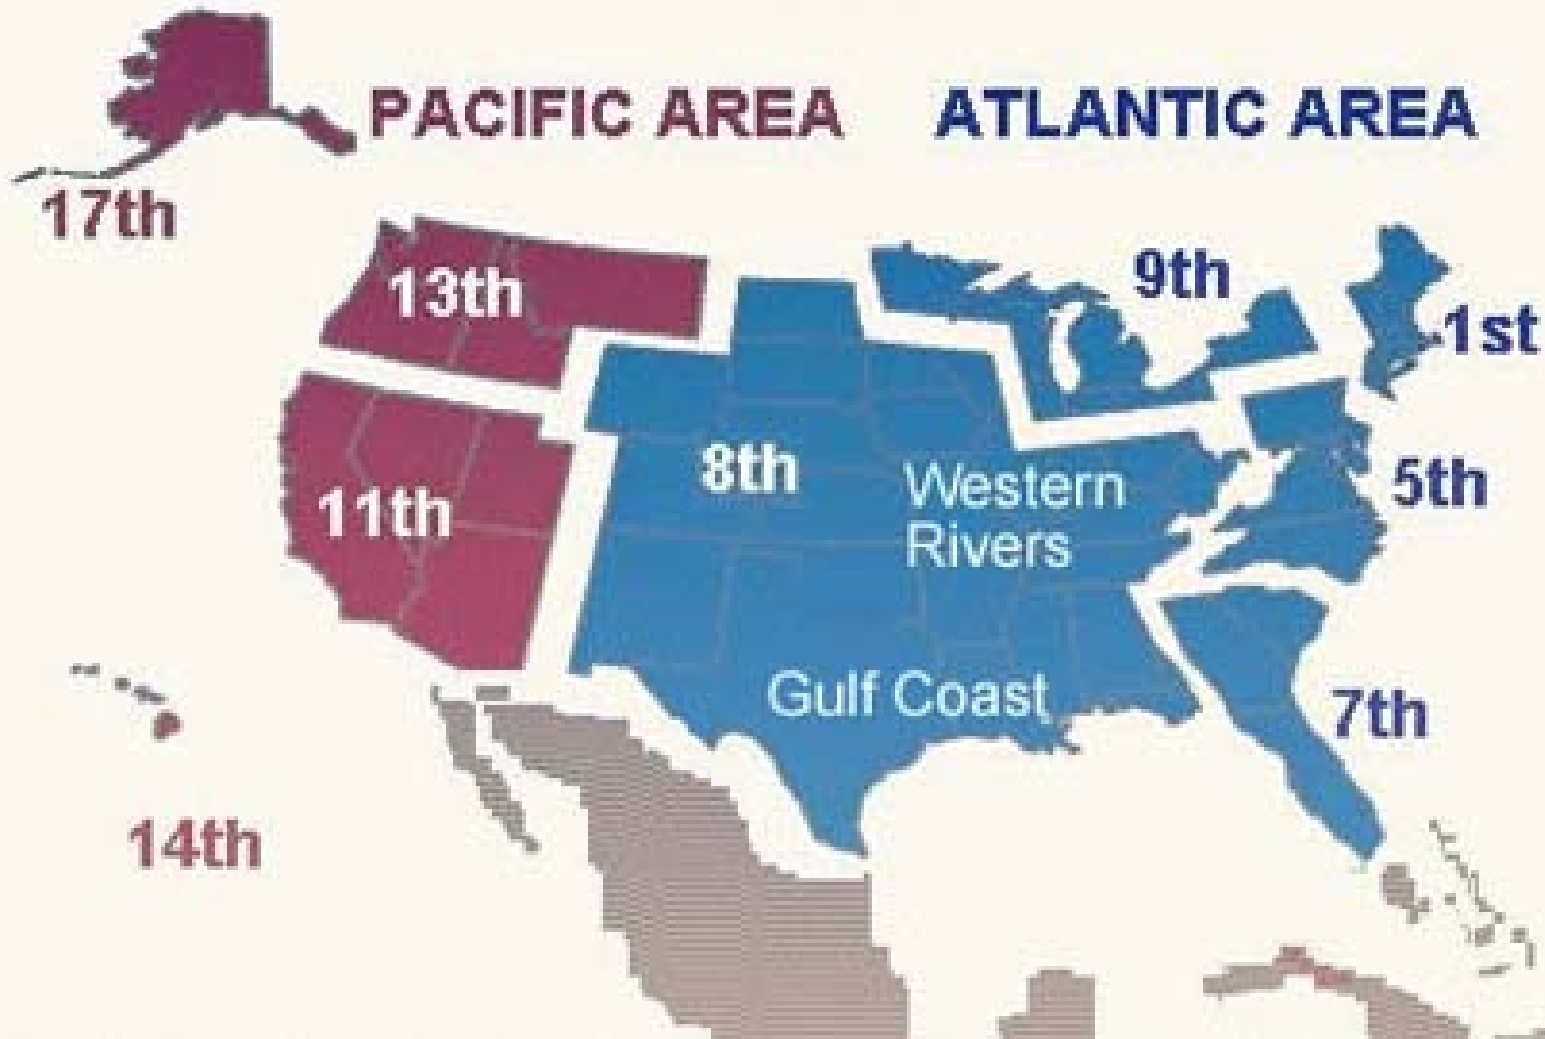 PACIFIC AREA
ATLANTIC AREA
17th
13th
9th
1st
8th
Western
Rivers
5th
11th
Gulf Coast
7th
14th